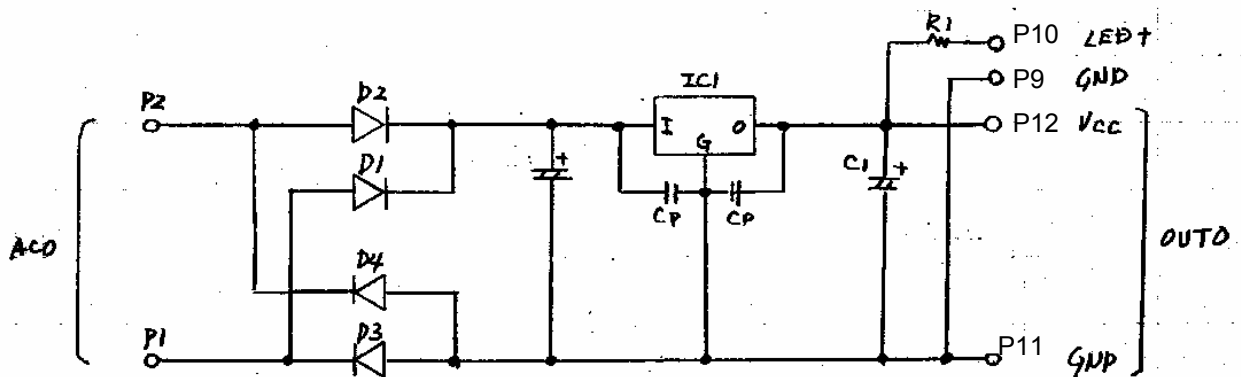 R1
P10 LED+
IC1
P9 GND
P2
D2
I
O
G
P12 Vcc
D1
+
C1
+
CP
CP
ACO
OUTO
D4
P1
D3
P11 GND